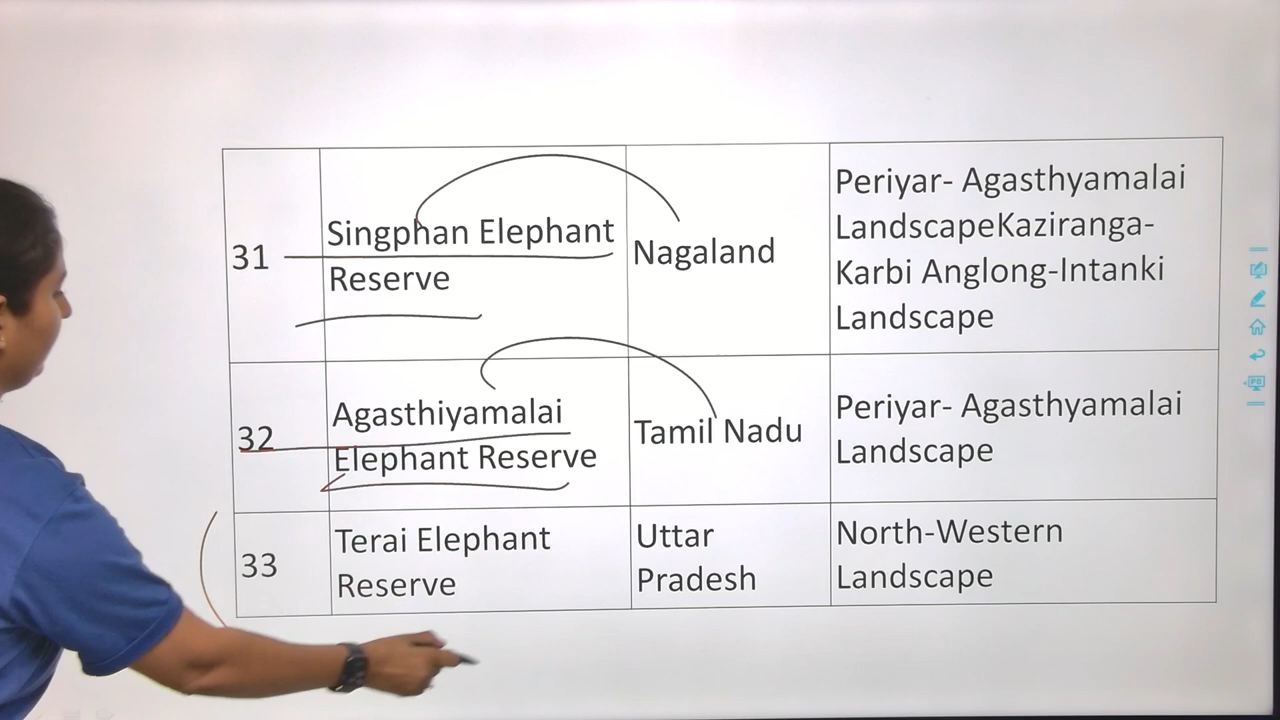 31
Singphan Elephant
Reserve
Nagaland
Periyar- Agasthyamalai
LandscapeKaziranga-
Karbi Anglong-Intanki
Landscape
32
Agasthiyamalai
Elephant Reserve
Tamil Nadu
Periyar- Agasthyamalai
Landscape
33
Terai Elephant
Reserve
Uttar
Pradesh
North-Western
Landscape